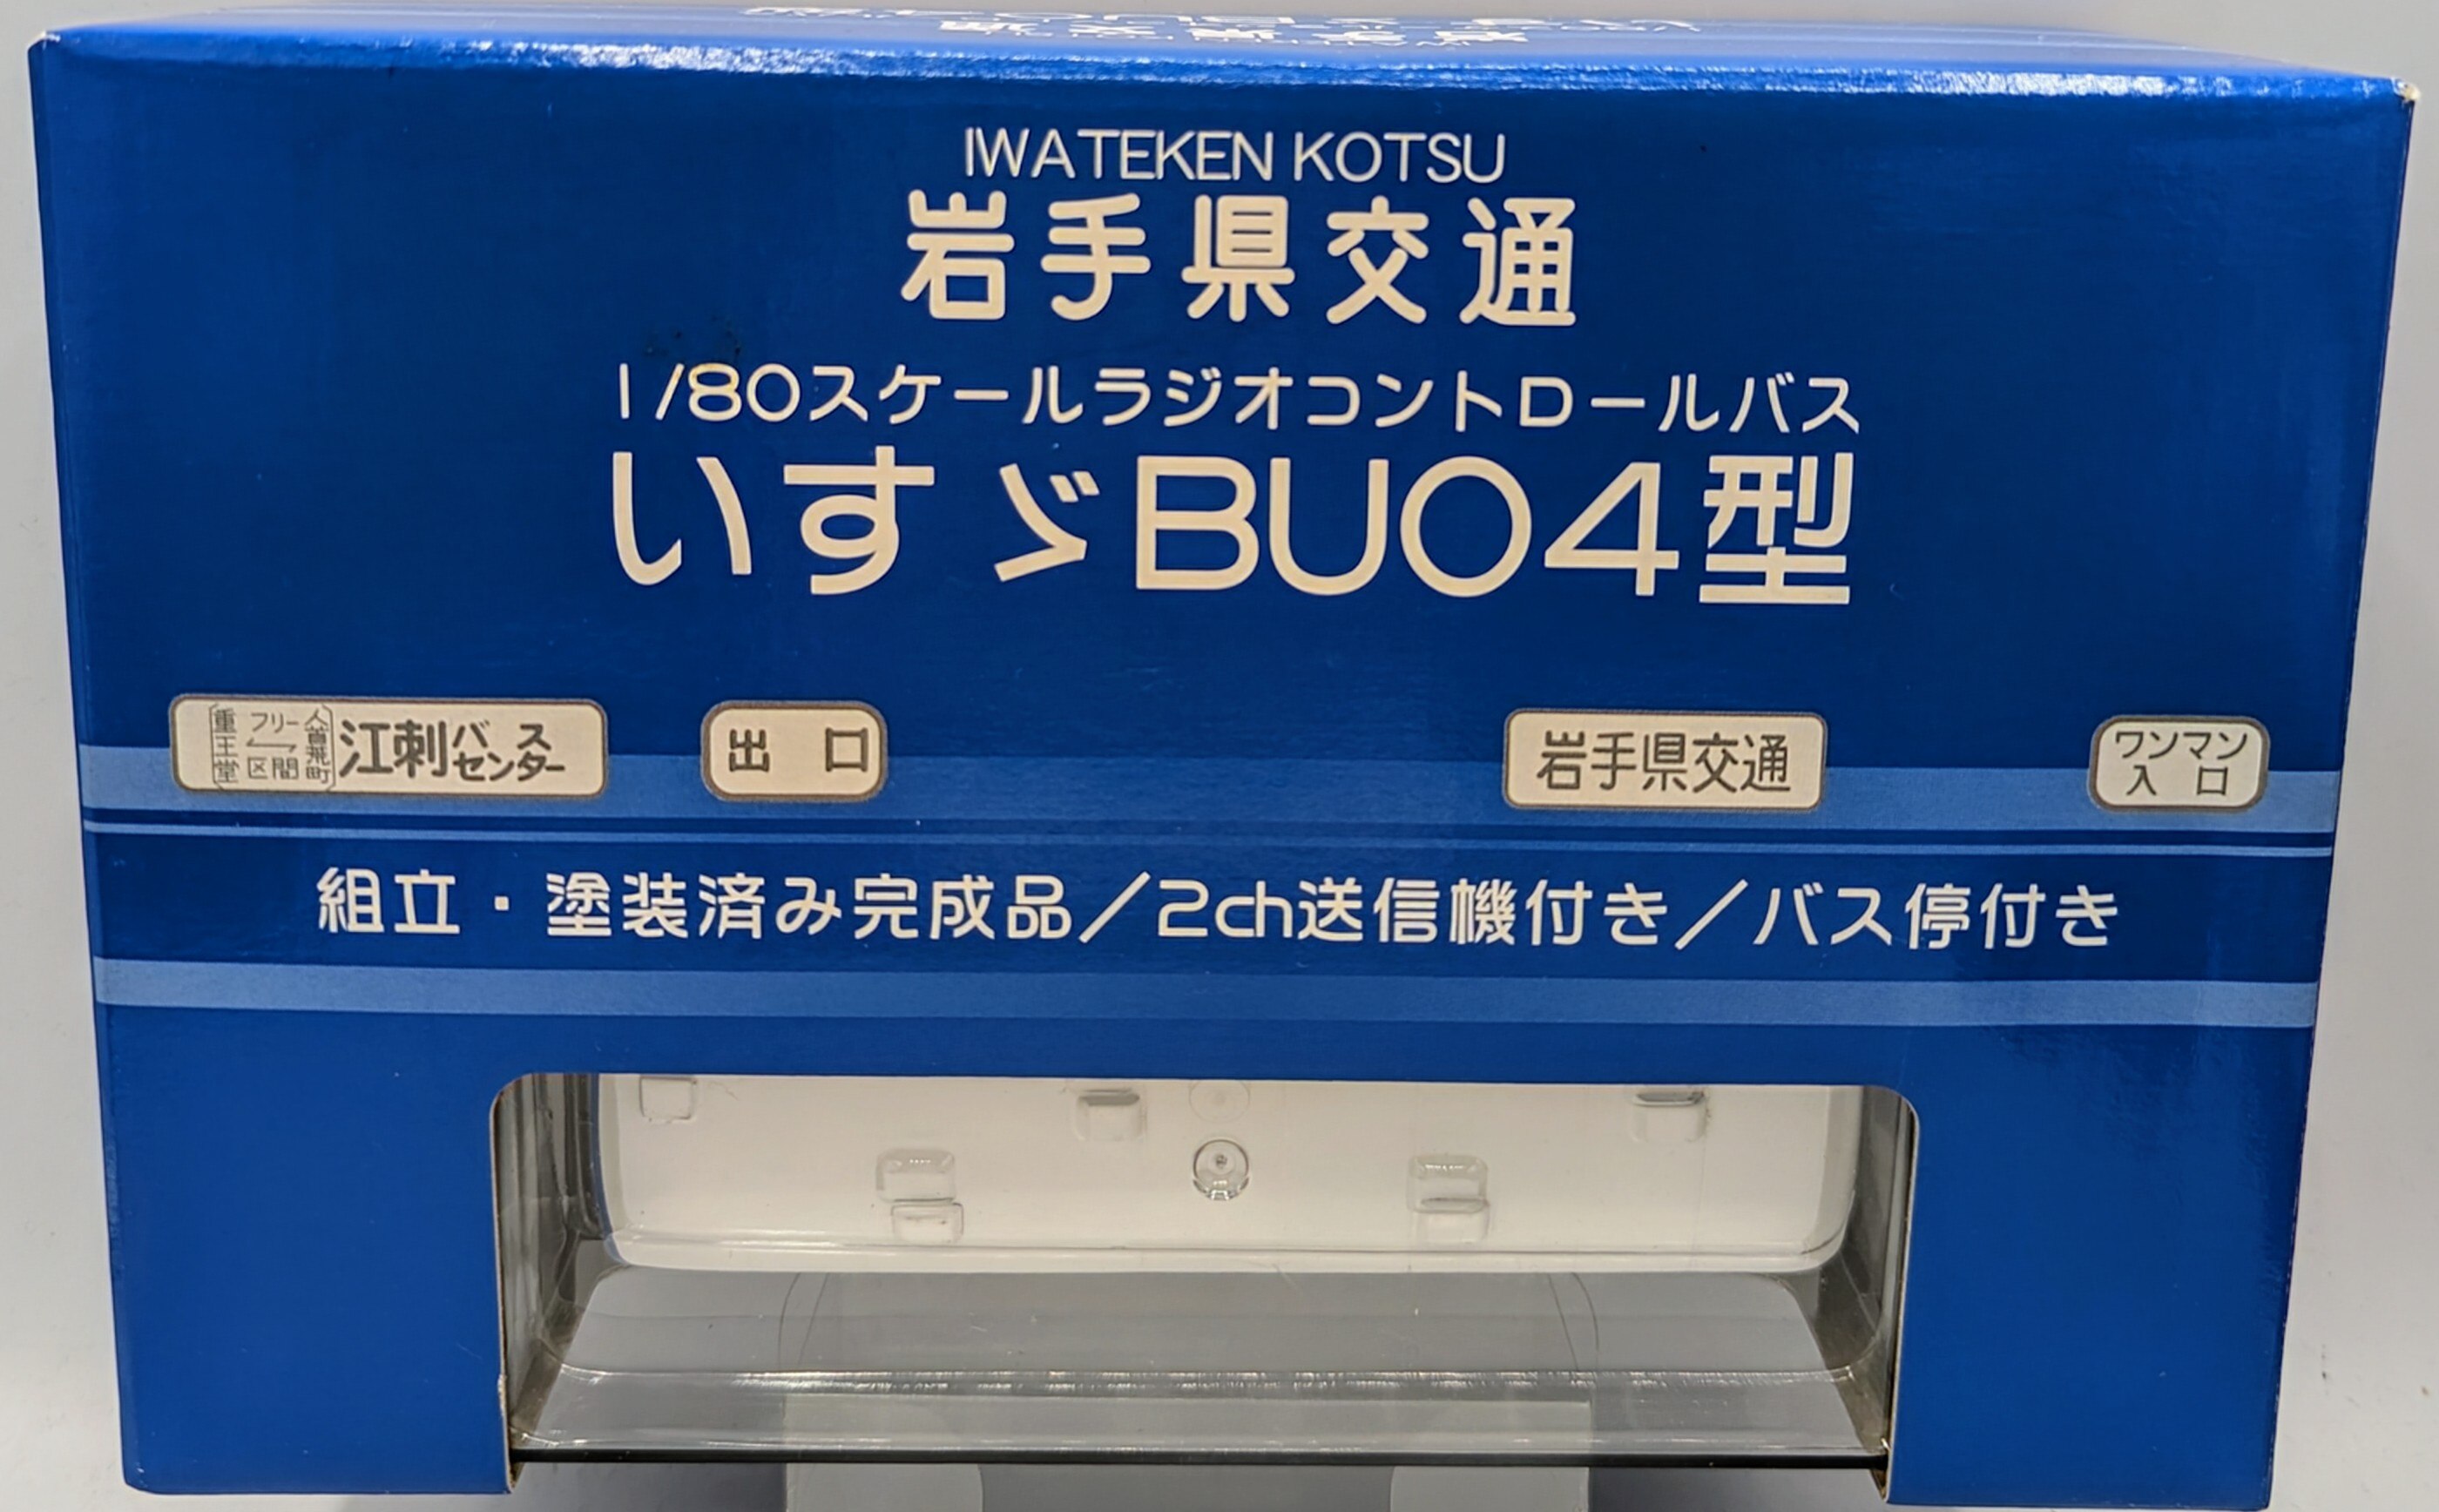 IWATEKEN KOTSU
岩手県交通
1/80スケールラジオコントロールバス
いすゞBU04型
重王堂 フリー区間 人首荒町 江刺バスセンター
出口
岩手県交通
ワンマン
入口
組立・塗装済み完成品/2ch送信機付き/バス停付き